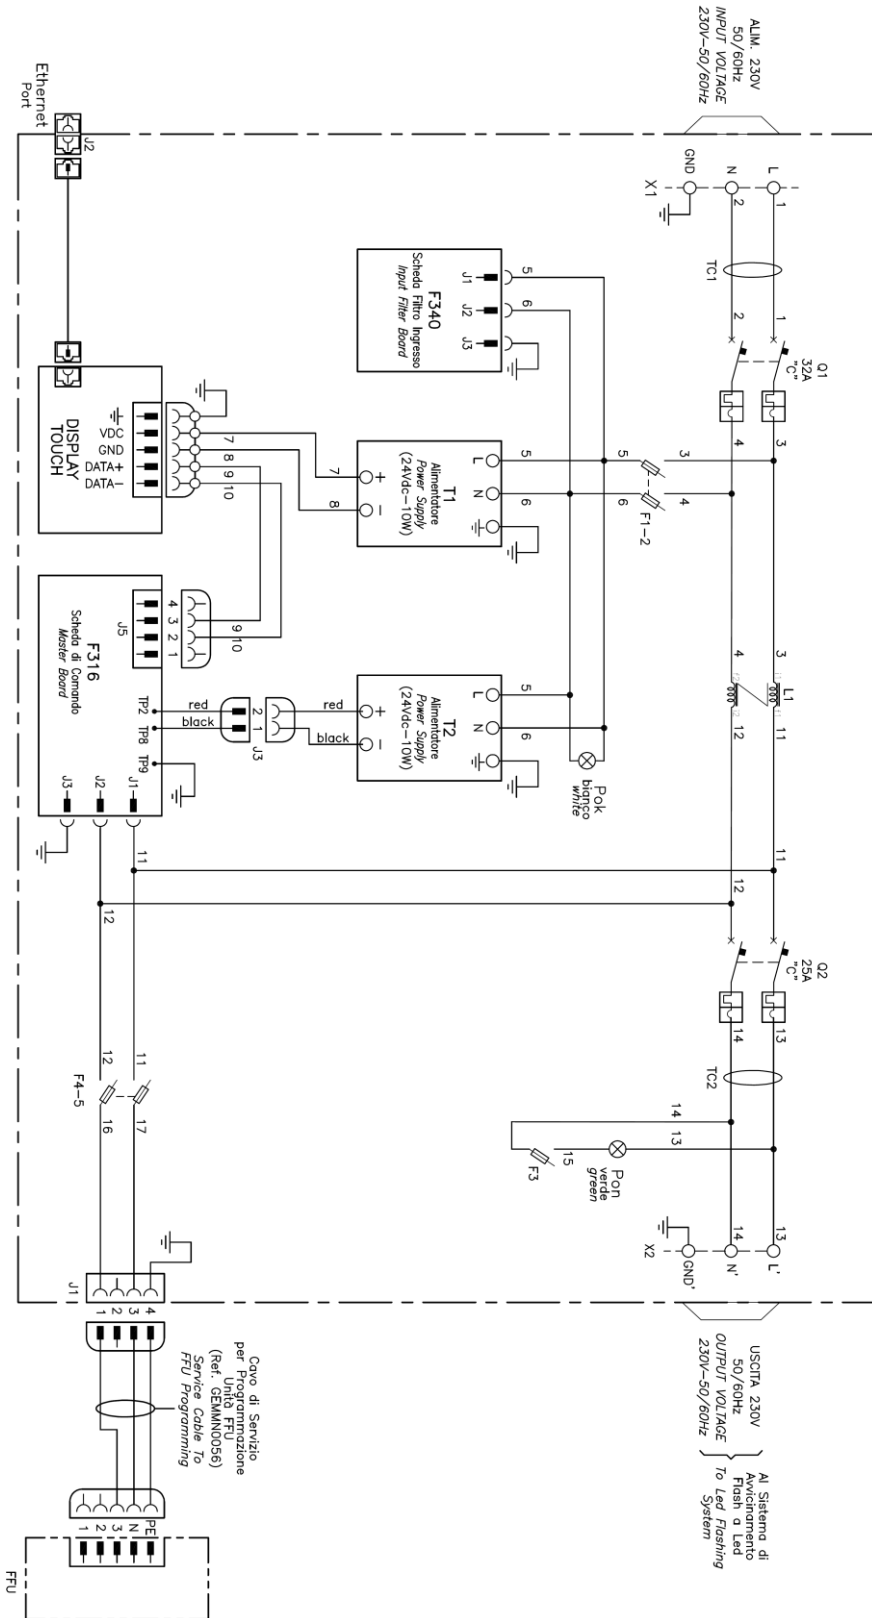 ALIM. 230V
50/60Hz
INPUT VOLTAGE
230V-50/60Hz
L
N
GND
X1
1
2
TC1
1
2
Q1
32A
"C"
3
4
3
4
F1-2
5
6
3
4
L1
11
12
11
12
Q2
25A
"C"
13
14
TC2
14
13
15
F3
Pon
verde
green
13
14
L'
N'
GND'
X2
USCITA 230V
50/60Hz
OUTPUT VOLTAGE
230V-50/60Hz
Al Sistema di
Avvicinamento
Flash a Led
To Led Flashing
System
F340
Scheda Filtro Ingresso
Input Filter Board
J1
J2
J3
5
6
T1
Alimentatore
Power Supply
(24Vdc-10W)
L
N
5
6
+
-
7
8
T2
Alimentatore
Power Supply
(24Vdc-10W)
L
N
5
6
+
-
red
black
Pok
bianco
white
Ethernet
Port
J2
DISPLAY
TOUCH
VDC
GND
DATA+
DATA-
7
8
9
10
F316
Scheda di Comando
Master Board
J5
4
3
2
1
9
10
TP2
TP8
TP9
red
black
2
1
J3
J1
J2
J3
11
12
11
12
F4-5
17
16
J1
4
3
2
1
Cavo di Servizio
per Programmazione
Unità FFU
(Ref. GEMMN0056)
Service Cable To
FFU Programming
PE
N
3
2
1
FFU